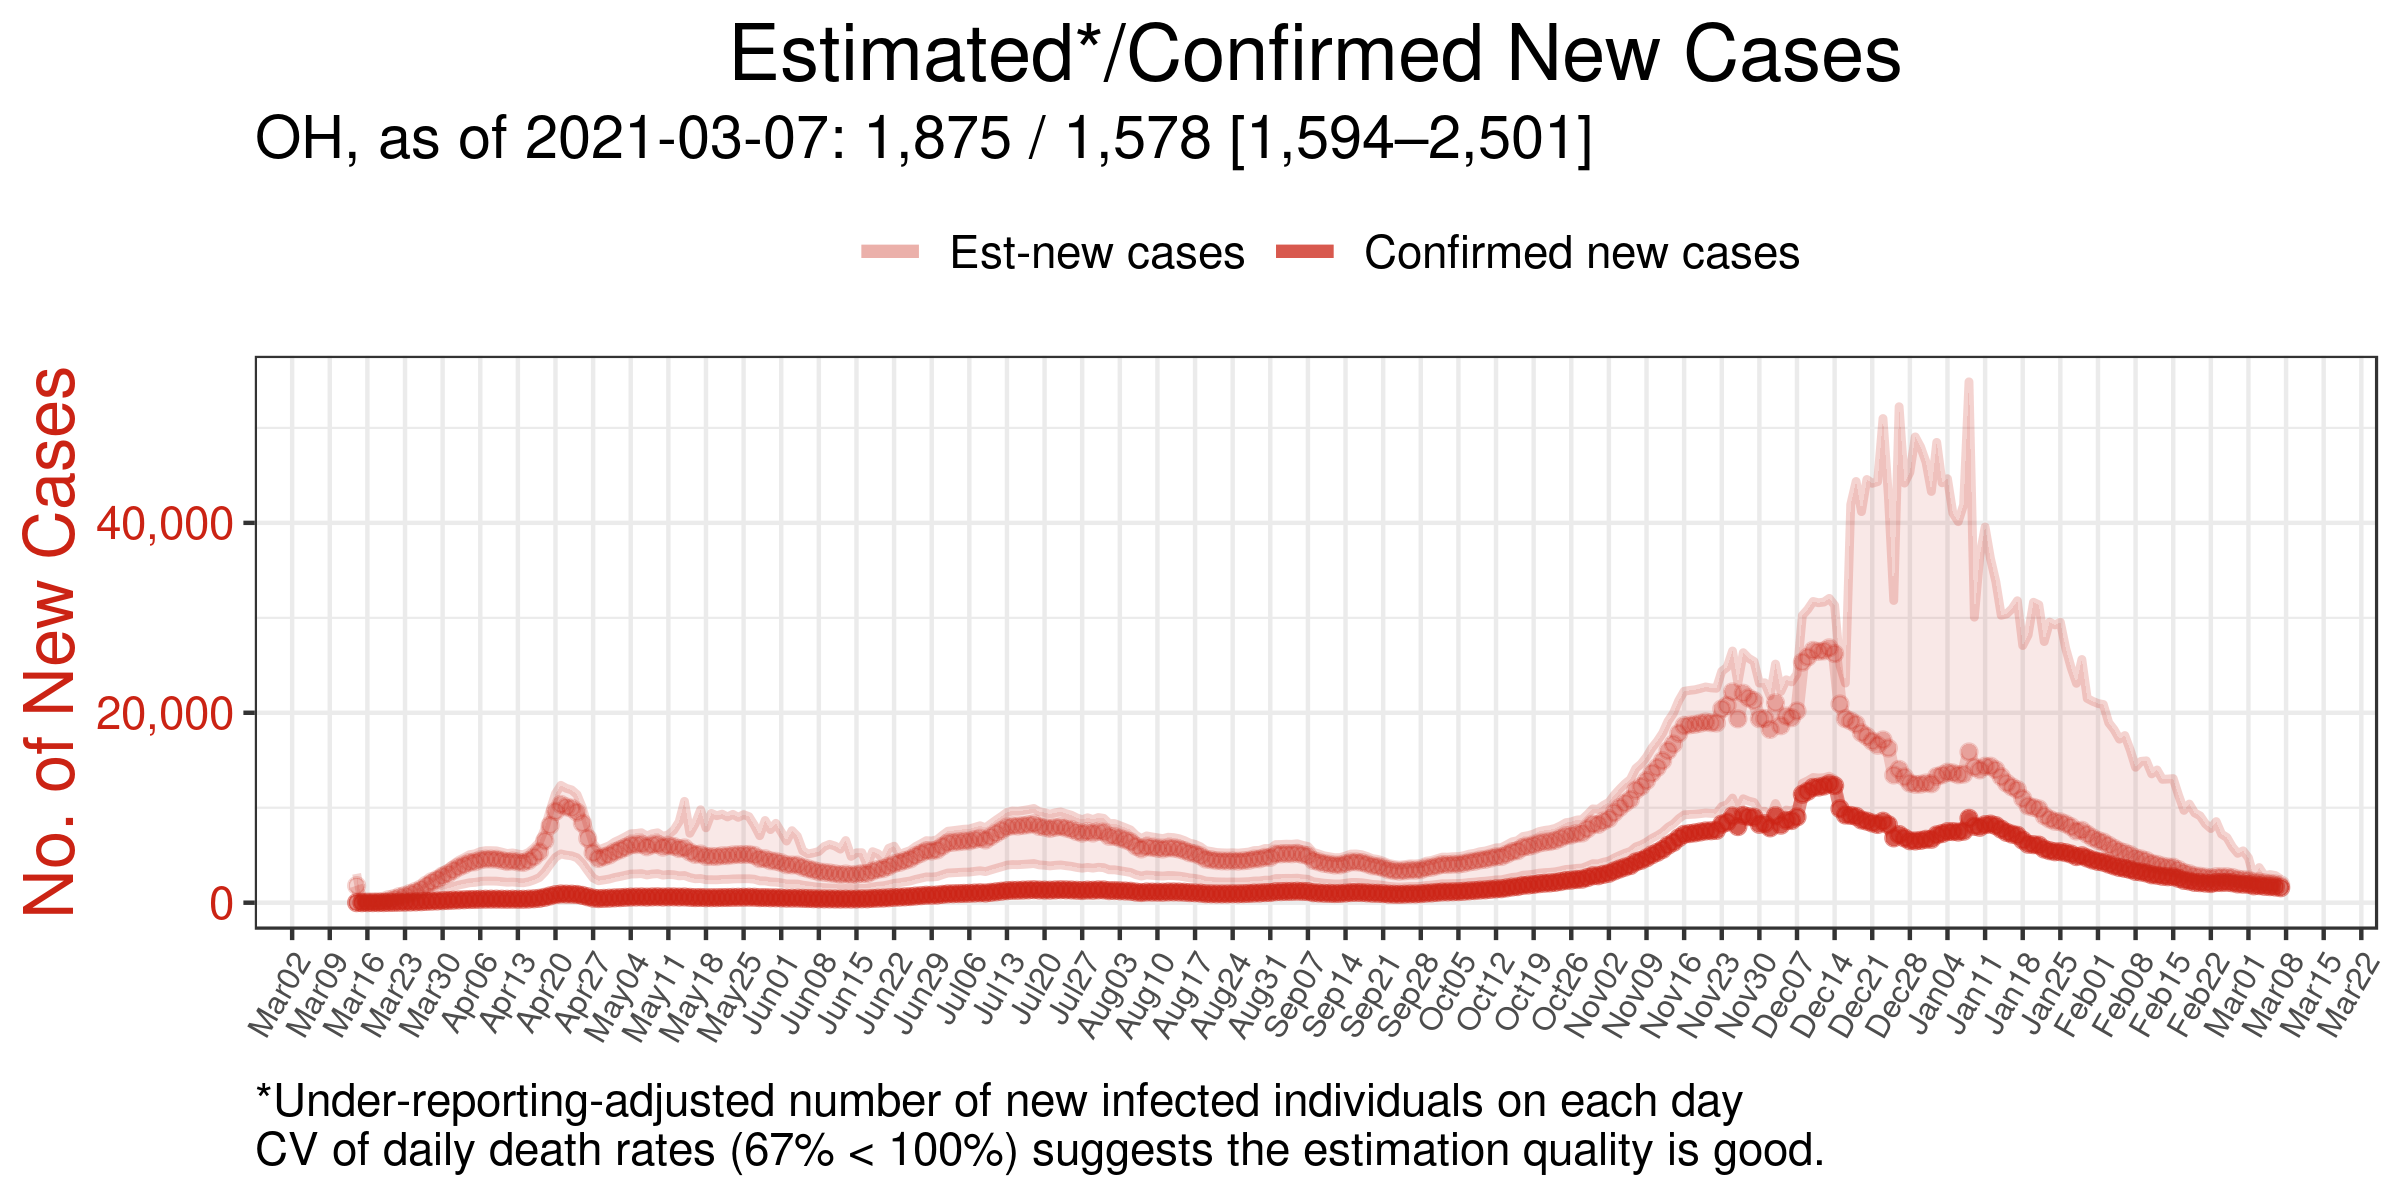 Estimated*/Confirmed New Cases
OH, as of 2021-03-07: 1,875 / 1,578 [1,594–2,501]
Est-new cases
Confirmed new cases
No. of New Cases
40,000
20,000
0
Mar02
Mar09
Mar16
Mar23
Mar30
Apr06
Apr13
Apr20
Apr27
May04
May11
May18
May25
Jun01
Jun08
Jun15
Jun22
Jun29
Jul06
Jul13
Jul20
Jul27
Aug03
Aug10
Aug17
Aug24
Aug31
Sep07
Sep14
Sep21
Sep28
Oct05
Oct12
Oct19
Oct26
Nov02
Nov09
Nov16
Nov23
Nov30
Dec07
Dec14
Dec21
Dec28
Jan04
Jan11
Jan18
Jan25
Feb01
Feb08
Feb15
Feb22
Mar01
Mar08
Mar15
Mar22
*Under-reporting-adjusted number of new infected individuals on each day
CV of daily death rates (67% < 100%) suggests the estimation quality is good.